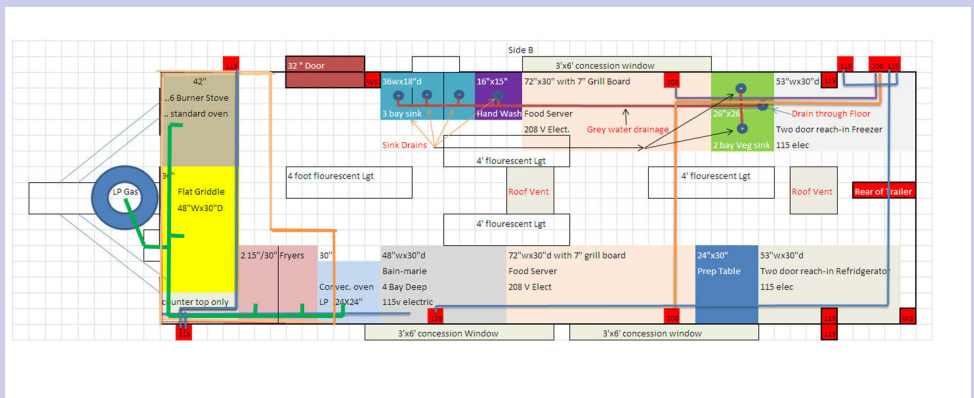 Side B
3'x6' concession window
115
32 " Door
WS
42"
..6 Burner Stove
.. standard oven
36wx18"d
3 bay sink
16"x15"
Hand Wash
72"x30" with 7" Grill Board
208
Food Server
208 V Elect.
Grey water drainage
26"x26
2 bay Veg sink
53"wx30"d
115
115
208
115
Drain through Floor
Two door reach-in Freezer
115 elec
Sink Drains
4' flourescent Lgt
4 foot flourescent Lgt
4' flourescent Lgt
Roof Vent
Roof Vent
Rear of Trailer
LP Gas
Flat Griddle
48"Wx30"D
4' flourescent Lgt
2 15"/30" Fryers
30"
Convec. oven
LP 24X24"
counter top only
48"wx30"d
Bain-marie
4 Bay Deep
115v electric
72"wx30"d with 7" grill board
Food Server
208 V Elect
24"x30"
Prep Table
53"wx30"d
Two door reach-in Refridgerator
115 elec
115
208
115
WS
115
115
3'x6' concession Window
3'x6' concession window